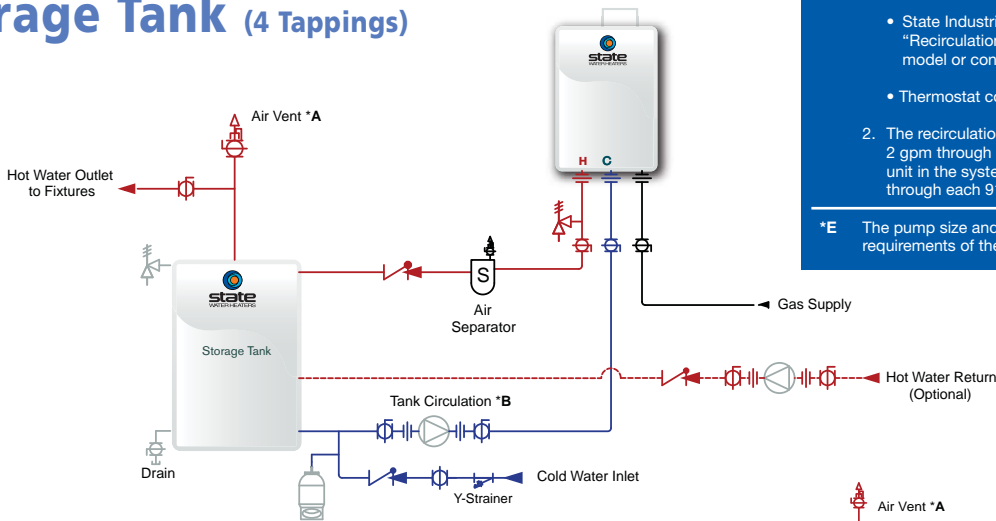 rage Tank (4 Tappings)
Air Vent *A
Hot Water Outlet
to Fixtures
state
WATER HEATERS
H C
• State Industri
“Recirculation
model or con
• Thermostat co
2. The recirculation
2 gpm through
unit in the syste
through each 9
*E The pump size and
requirements of the
state
WATER HEATERS
Storage Tank
S
Air
Separator
Gas Supply
Hot Water Return
(Optional)
Tank Circulation *B
Drain
Cold Water Inlet
Y-Strainer
Air Vent *A